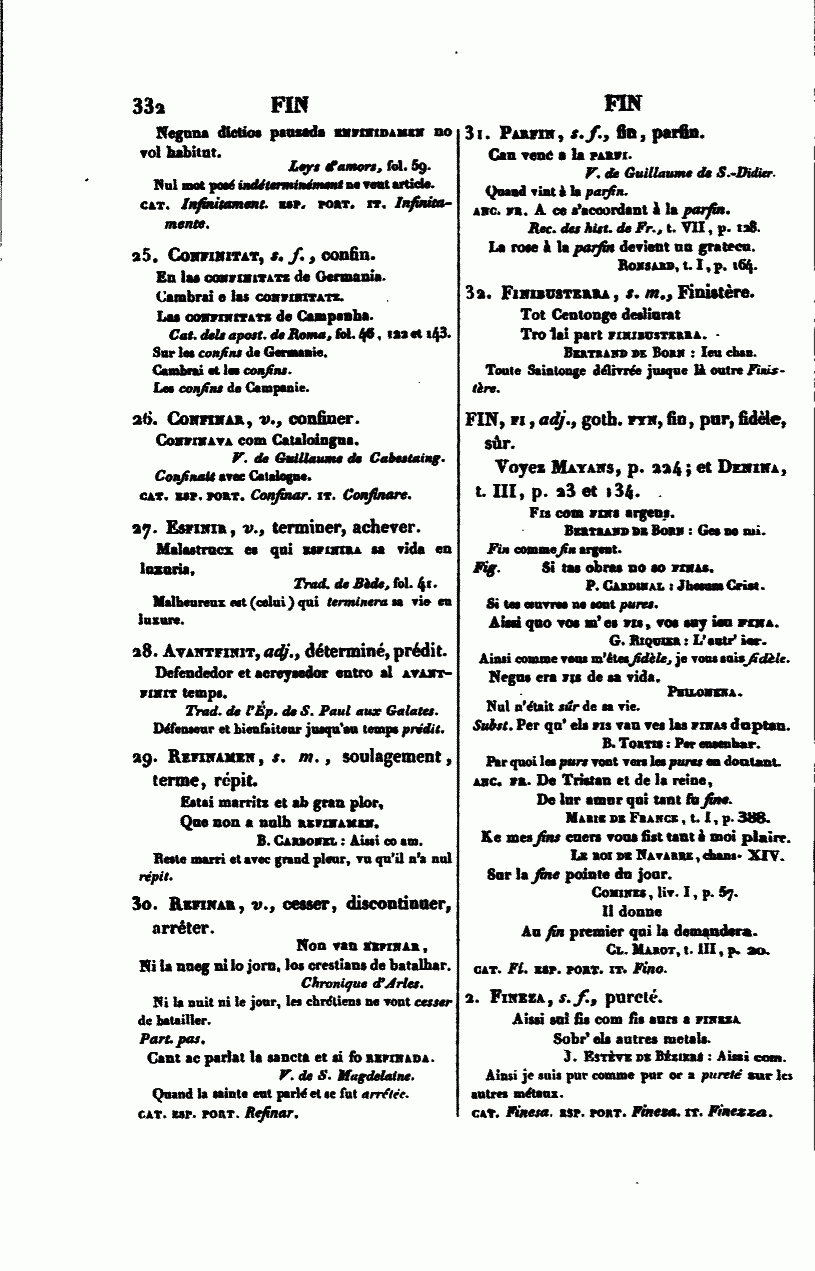 332 FIN
Neguna dictios pausada ENFINIDAMEN no
vol habitut.
Leys d'amors, fol. 59.
Nul mot posé indéterminément ne veut article.
CAT. Infinitament. ESP. PORT. IT. Infinita-
mente.
25. CONFINITAT, s. f., confin.
En las CONFINITATZ de Germania.
Cambrai e las CONFINITATZ.
Las CONFINITATZ de Campanha.
Cat. dels apost. de Roma, fol. 46, 122 et 143.
Sur les confins de Germanie.
Cambrai et les confins.
Les confins de Campanie.
26. CONFINAR, v., confiner.
CONFINAVA com Cataloingna.
V. de Guillaume de Cabestaing.
Confinait avec Catalogne.
CAT. ESP. PORT. Confinar. IT. Confinare.
27. ESFINIR, v., terminer, achever.
Malastrucx es qui ESFINIRA sa vida en
luxuria,
Trad. de Bède, fol. 41.
Malheureux est (celui) qui terminera sa vie en
luxure.
28. AVANTFINIT, adj., déterminé, prédit.
Defendedor et acreysedor entro al AVANT-
FINIT temps.
Trad. de l'Ép. de S. Paul aux Galates.
Défenseur et bienfaiteur jusqu'au temps prédit.
29. REFINAMEN, s. m., soulagement,
terme, répit.
Estai marritz et ab gran plor,
Que non a nulh REFINAMEN.
B. CARBONEL : Aissi co am.
Reste marri et avec grand pleur, vu qu'il n'a nul
répit.
30. REFINAR, v., cesser, discontinuer,
arrêter.
Non van REFINAR,
Ni la nueg ni lo jorn, los crestians de batalhar.
Chronique d'Arles.
Ni la nuit ni le jour, les chrétiens ne vont cesser
de batailler.
Part. pas.
Cant ac parlat la sancta et si fo REFINADA.
V. de S. Magdelaine.
Quand la sainte eut parlé et se fut arrêtée.
CAT. ESP. PORT. Refinar.
FIN
31. PARFIN, s. f., fin, parfin.
Can venc a la PARFI.
V. de Guillaume de S.-Didier.
Quand vint à la parfin.
ANC. FR. A ce s'acordant à la parfin.
Rec. des hist. de Fr., t. VII, p. 128.
La rose à la parfin devient un gratecu.
RONSARD, t. I, p. 164.
32. FINIBUSTERRA, s. m., Finistère.
Tot Centonge desliurat
Tro lai part FINIBUSTERRA.
BERTRAND DE BORN : Ieu chan.
Toute Saintonge délivrée jusque là outre Finis-
tère.
FIN, FI, adj., goth. FYN, fin, pur, fidèle,
sûr.
Voyez MAYANS, p. 224; et DENINA,
t. III, p. 23 et 134.
FIS com FINS argens.
BERTRAND DE BORN : Ges no mi.
Fin comme fin argent.
Fig. Si tas obras no so FINAS.
P. CARDINAL : Jhesum Crist.
Si tes œuvres ne sont pures.
Aissi quo vos m'es FIS, vos suy ieu FINA.
G. RIQUIER : L'autr' ier.
Ainsi comme vous m'êtes fidèle, je vous suis fidèle.
Negus era FIS de sa vida.
PHILOMENA.
Nul n'était sûr de sa vie.
Subst. Per qu' els FIS van ves las FINAS duptan.
B. TORTIS : Per ensenhar.
Par quoi les purs vont vers les pures en doutant.
ANC. FR. De Tristan et de la reine,
De lur amur qui tant fu fine.
MARIE DE FRANCE, t. I, p. 388.
Ke mes fins cuers vous fist tant à moi plaire.
LE ROI DE NAVARRE, chans. XIV.
Sur la fine pointe du jour.
COMINES, liv. I, p. 57.
Il donne
Au fin premier qui la demandera.
CL. MAROT, t. III, p. 20.
CAT. Fi. ESP. PORT. IT. Fino.
2. FINEZA, s. f., pureté.
Aissi sui fis com fis aurs a FINEZA
Sobr' els autres metals.
J. ESTÈVE DE BÉZIERS : Aissi com.
Ainsi je suis pur comme pur or a pureté sur les
autres métaux.
CAT. Finesa. ESP. PORT. Fineza. IT. Finezza.